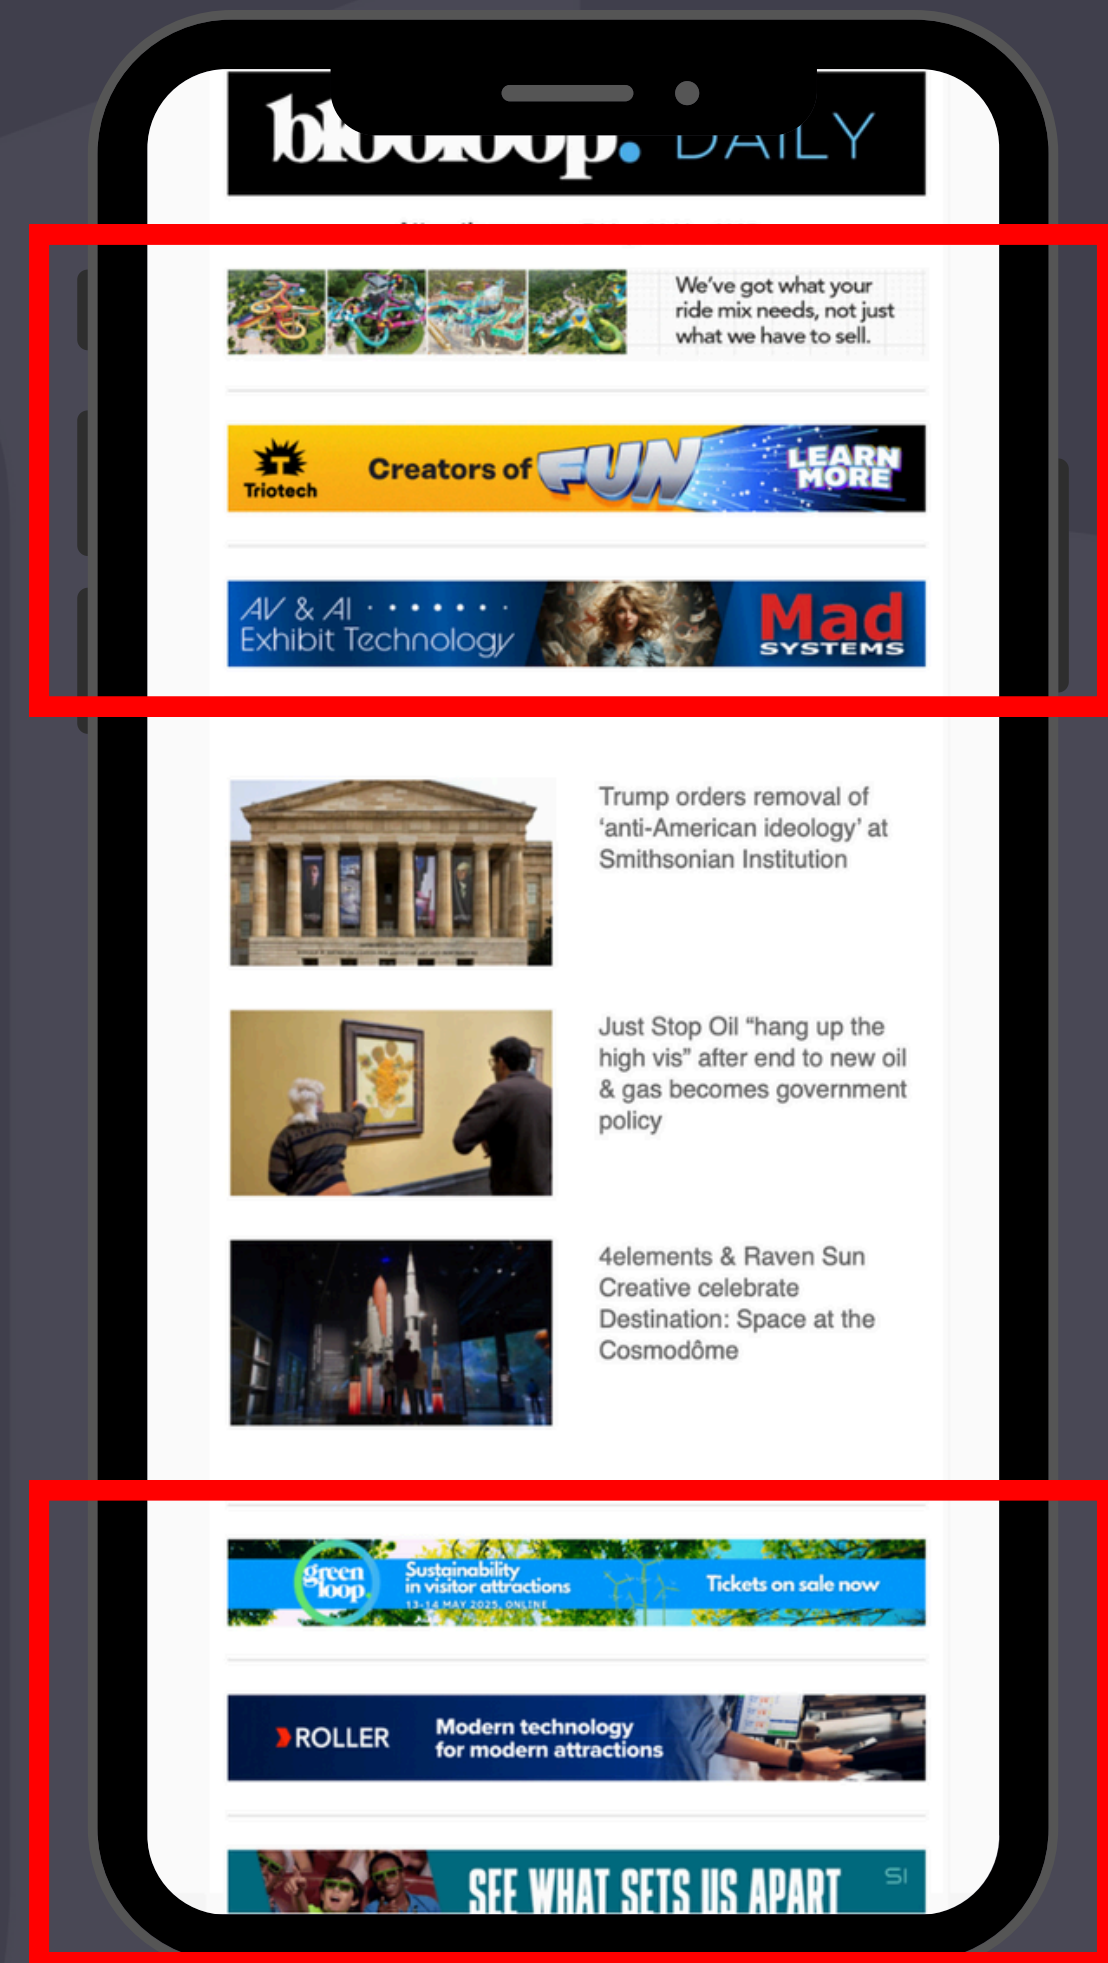 blooloop. DAILY
We've got what your
ride mix needs, not just
what we have to sell.
Triotech
Creators of FUN
LEARN
MORE
AV & AI
Exhibit Technology
Mad
SYSTEMS
Trump orders removal of
‘anti-American ideology’ at
Smithsonian Institution
Just Stop Oil “hang up the
high vis” after end to new oil
& gas becomes government
policy
4elements & Raven Sun
Creative celebrate
Destination: Space at the
Cosmodôme
green
loop.
Sustainability
in visitor attractions
13-14 MAY 2025, ONLINE
Tickets on sale now
ROLLER
Modern technology
for modern attractions
SEE WHAT SETS US APART
SI